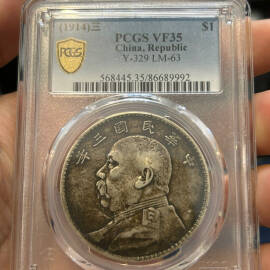 (1914)三 $1
PCGS VF35
China, Republic
Y-329 LM-63
568445.35/86689992
PCGS
年三國民華中